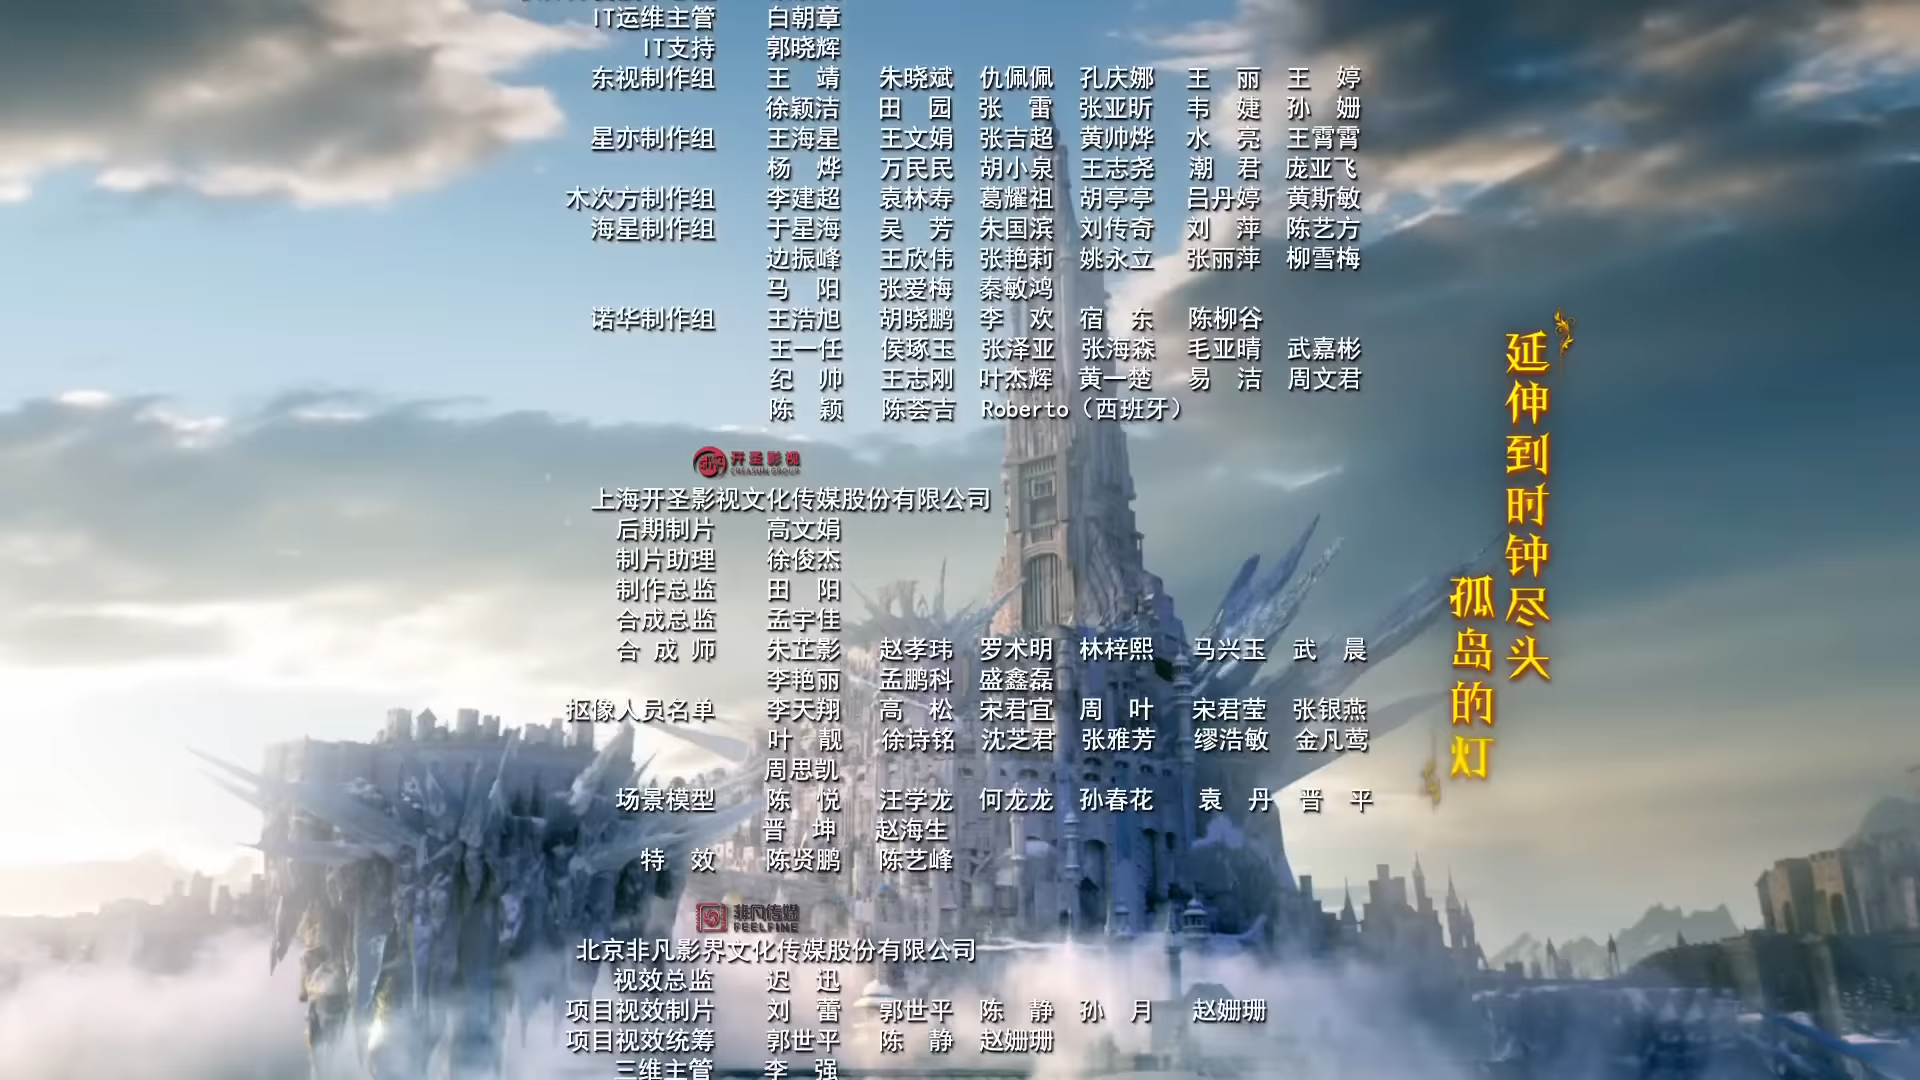 IT运维主管 白朝章
IT支持 郭晓辉
东视制作组 王 靖 朱晓斌 仇佩佩 孔庆娜 王 丽 王 婷
徐颖洁 田 园 张 雷 张亚昕 韦 婕 孙 姗
星亦制作组 王海星 王文娟 张吉超 黄帅烨 水 亮 王霄霄
杨 烨 万民民 胡小泉 王志尧 潮 君 庞亚飞
木次方制作组 李建超 袁林寿 葛耀祖 胡亭亭 吕丹婷 黄斯敏
海星制作组 于星海 吴 芳 朱国滨 刘传奇 刘 萍 陈艺方
边振峰 王欣伟 张艳莉 姚永立 张丽萍 柳雪梅
马 阳 张爱梅 秦敏鸿
诺华制作组 王浩旭 胡晓鹏 李 欢 宿 东 陈柳谷
王一任 侯琢玉 张泽亚 张海森 毛亚晴 武嘉彬
纪 帅 王志刚 叶杰辉 黄一楚 易 洁 周文君
陈 颖 陈荟吉 Roberto（西班牙）
开圣影视
上海开圣影视文化传媒股份有限公司
后期制片 高文娟
制片助理 徐俊杰
制作总监 田 阳
合成总监 孟宇佳
合 成 师 朱芷影 赵孝玮 罗术明 林梓熙 马兴玉 武 晨
李艳丽 孟鹏科 盛鑫磊
抠像人员名单 李天翔 高 松 宋君宜 周 叶 宋君莹 张银燕
叶 靓 徐诗铭 沈芝君 张雅芳 缪浩敏 金凡莺
周思凯
场景模型 陈 悦 汪学龙 何龙龙 孙春花 袁 丹 晋 平
晋 坤 赵海生
特 效 陈贤鹏 陈艺峰
非凡传媒
FEELFINE
北京非凡影界文化传媒股份有限公司
视效总监 迟 迅
项目视效制片 刘 蕾 郭世平 陈 静 孙 月 赵姗珊
项目视效统筹 郭世平 陈 静 赵姗珊
三维主管 李 强
延伸到时钟尽头
孤岛的灯